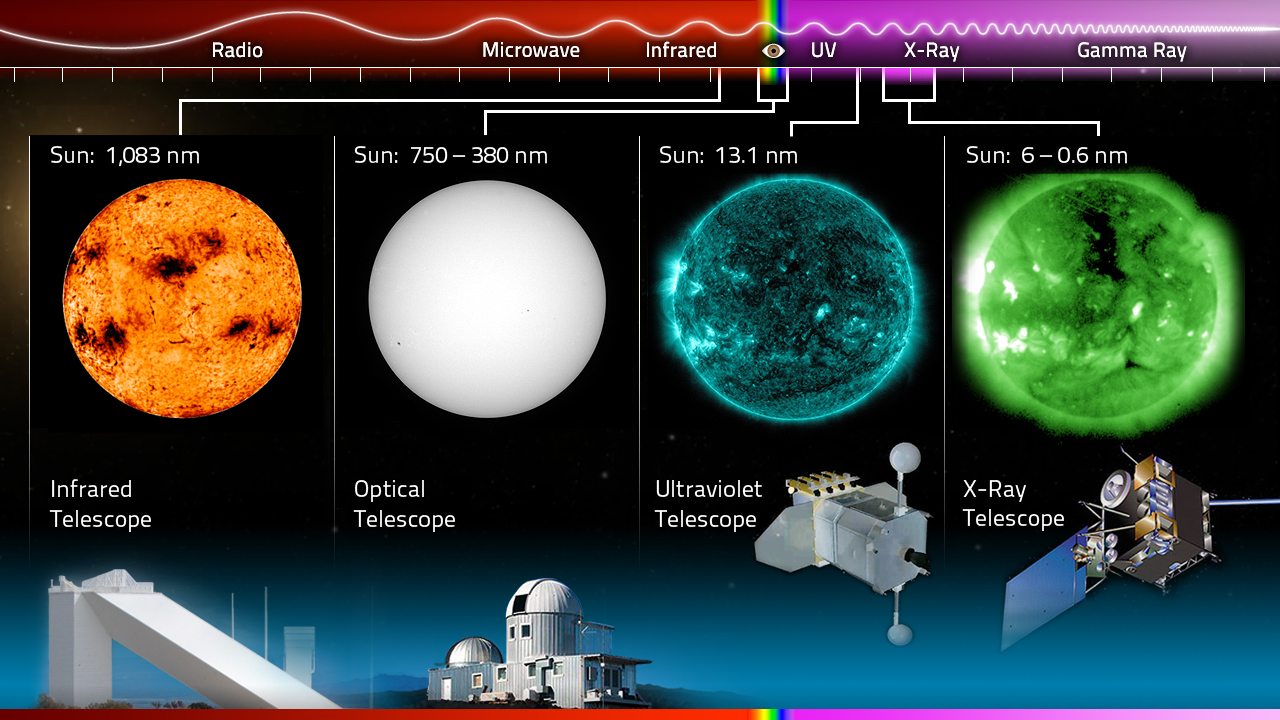 Radio
Microwave
Infrared
UV
X-Ray
Gamma Ray
Sun: 1,083 nm
Sun: 750 – 380 nm
Sun: 13.1 nm
Sun: 6 – 0.6 nm
Infrared
Telescope
Optical
Telescope
Ultraviolet
Telescope
X-Ray
Telescope